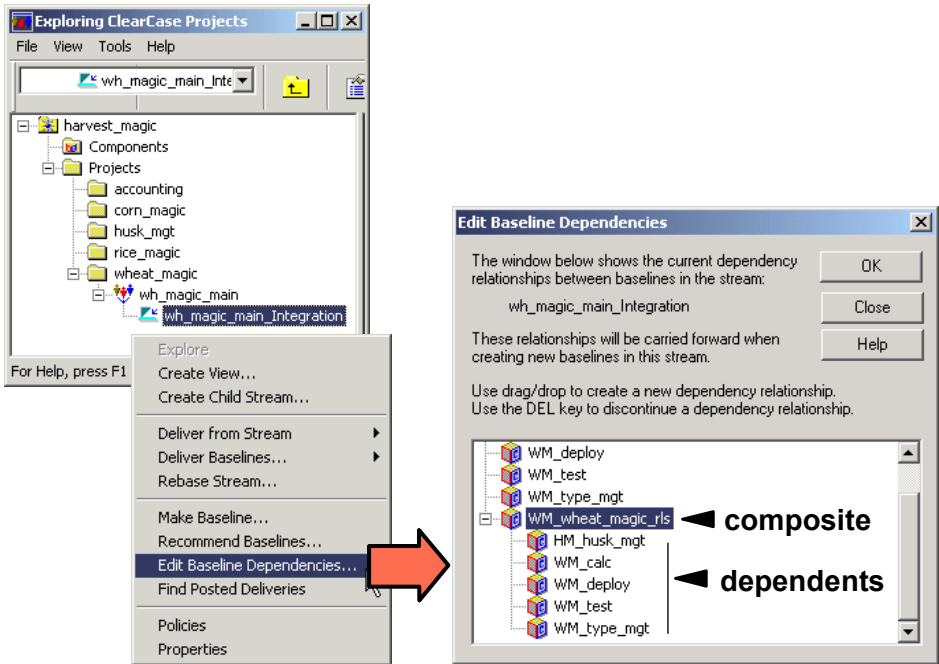 Exploring ClearCase Projects
File View Tools Help
wh_magic_main_Inte
harvest_magic
Components
Projects
accounting
corn_magic
husk_mgt
rice_magic
wheat_magic
wh_magic_main
wh_magic_main_Integration
For Help, press F1
Explore
Create View...
Create Child Stream...
Deliver from Stream
Deliver Baselines...
Rebase Stream...
Make Baseline...
Recommend Baselines...
Edit Baseline Dependencies...
Find Posted Deliveries
Policies
Properties
Edit Baseline Dependencies
The window below shows the current dependency
relationships between baselines in the stream:
wh_magic_main_Integration
These relationships will be carried forward when
creating new baselines in this stream.
OK
Close
Help
Use drag/drop to create a new dependency relationship.
Use the DEL key to discontinue a dependency relationship.
WM_deploy
WM_test
WM_type_mgt
WM_wheat_magic_rls
HM_husk_mgt
WM_calc
WM_deploy
WM_test
WM_type_mgt
composite
dependents